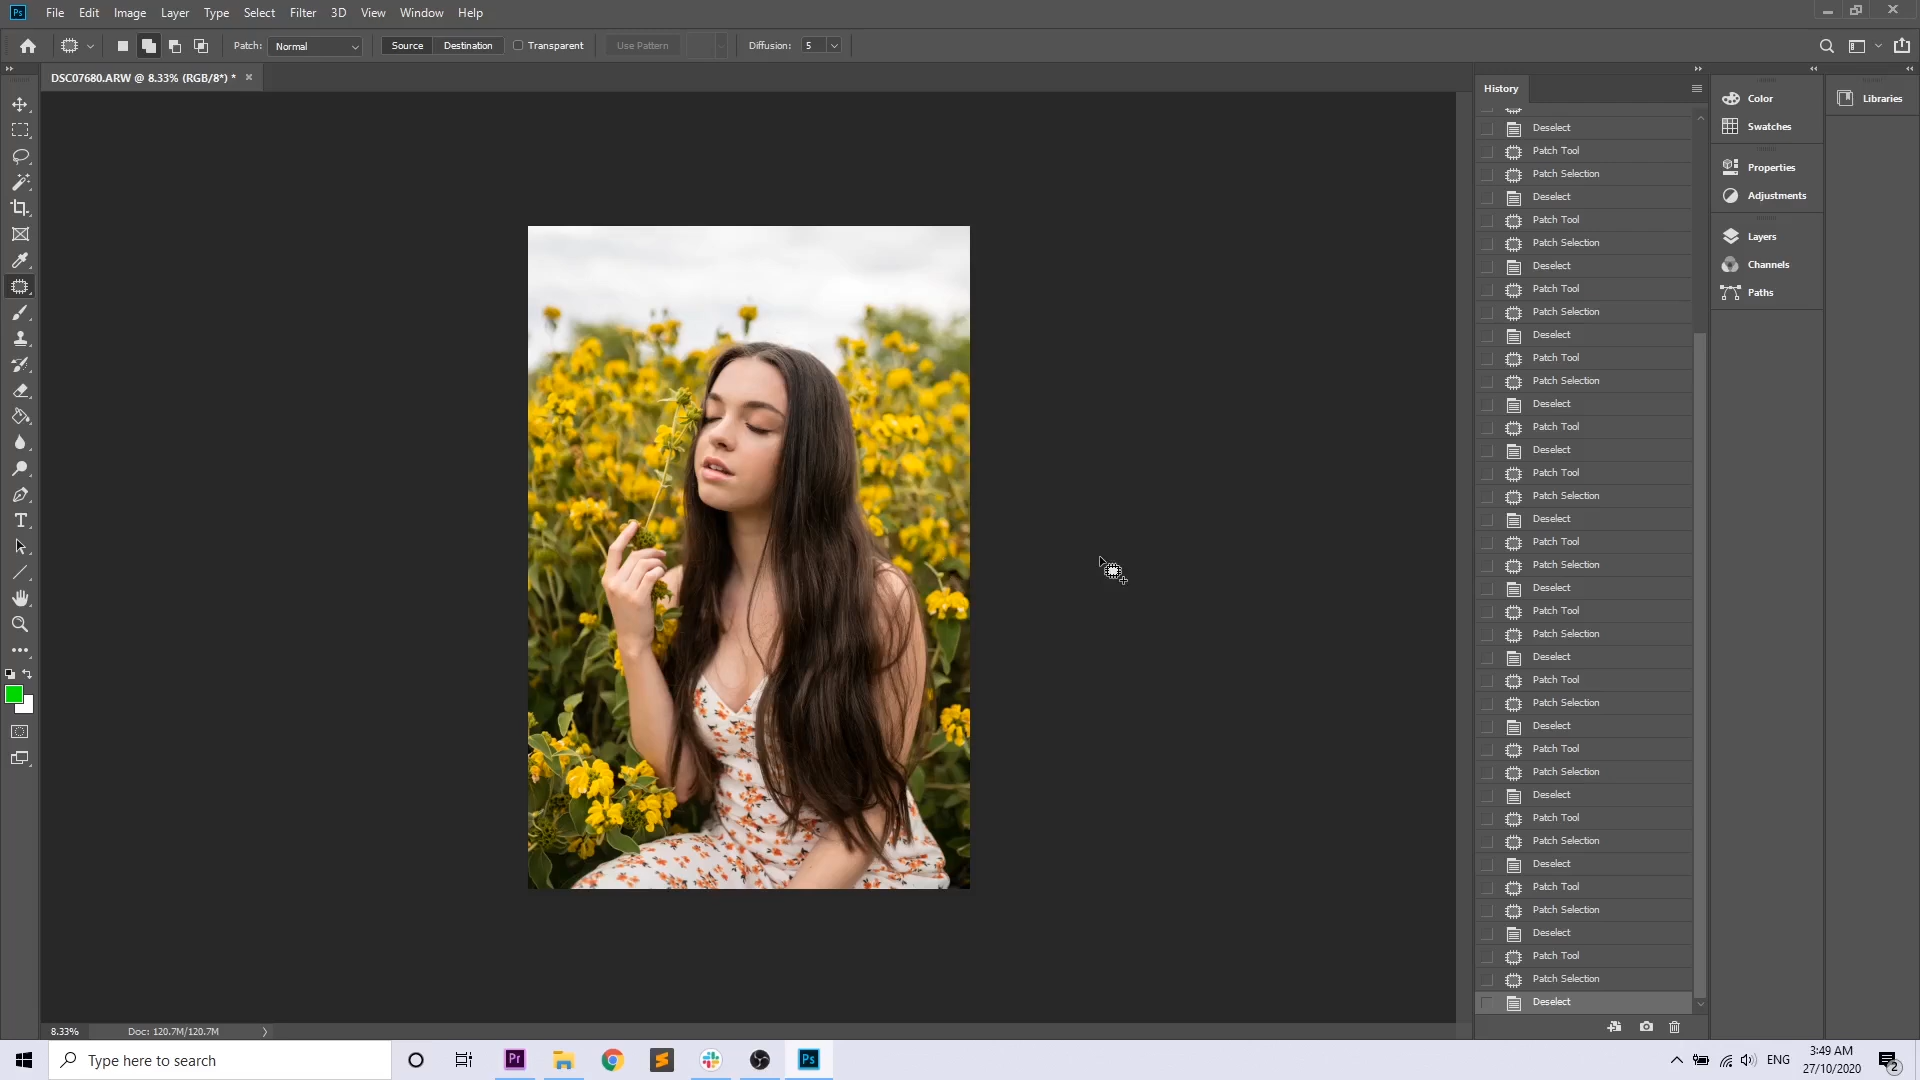 Ps File Edit Image Layer Type Select Filter 3D View Window Help
Patch: Normal Source Destination Transparent Use Pattern Diffusion: 5
DSC07680.ARW @ 8.33% (RGB/8*) * ×
History
Deselect
Patch Tool
Patch Selection
Deselect
Patch Tool
Patch Selection
Deselect
Patch Tool
Patch Selection
Deselect
Patch Tool
Patch Selection
Deselect
Patch Tool
Deselect
Patch Tool
Patch Selection
Deselect
Patch Tool
Patch Selection
Deselect
Patch Tool
Patch Selection
Deselect
Patch Tool
Patch Selection
Deselect
Patch Tool
Patch Selection
Deselect
Patch Tool
Patch Selection
Deselect
Patch Tool
Patch Selection
Deselect
Patch Tool
Patch Selection
Deselect
Color
Swatches
Properties
Adjustments
Layers
Channels
Paths
Libraries
8.33% Doc: 120.7M/120.7M
Type here to search
Pr
Ps
ENG
3:49 AM
27/10/2020
2